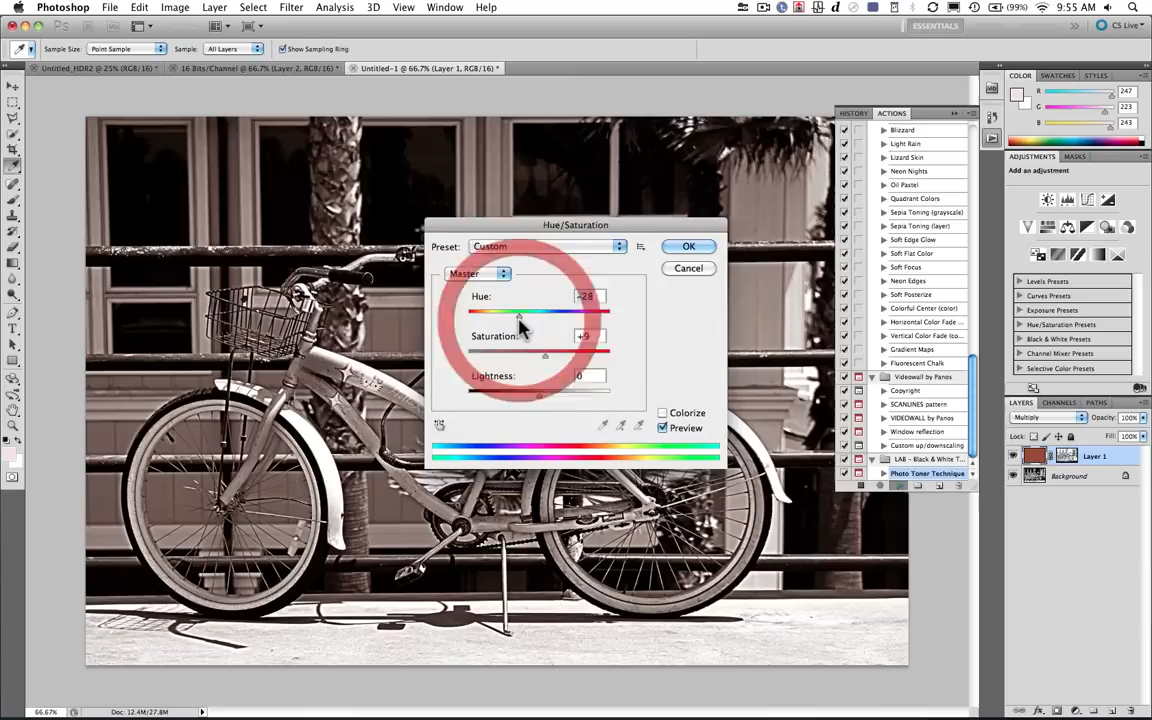 Photoshop File Edit Image Layer Select Filter Analysis 3D View Window Help
(99%) 9:55 AM
Ps
ESSENTIALS
CS Live
Sample Size: Point Sample Sample: All Layers Show Sampling Ring
Untitled_HDR2 @ 25% (RGB/16) *
16 Bits/Channel @ 66.7% (Layer 2, RGB/16) *
Untitled-1 @ 66.7% (Layer 1, RGB/16) *
Hue/Saturation
Preset: Custom
OK
Cancel
Master
Hue: -28
Saturation: +9
Lightness: 0
Colorize
Preview
HISTORY ACTIONS
Blizzard
Light Rain
Lizard Skin
Neon Nights
Oil Pastel
Quadrant Colors
Sepia Toning (grayscale)
Sepia Toning (layer)
Soft Edge Glow
Soft Flat Color
Soft Focus
Neon Edges
Soft Posterize
Colorful Center (color)
Horizontal Color Fade ...
Vertical Color Fade (co...
Gradient Maps
Fluorescent Chalk
Videowall by Panos
Copyright
SCANLINES pattern
VIDEOWALL by Panos
Window reflection
Custom up/downscaling
LAB - Black & White T...
Photo Toner Technique
COLOR SWATCHES STYLES
R 247
G 223
B 243
ADJUSTMENTS MASKS
Add an adjustment
Levels Presets
Curves Presets
Exposure Presets
Hue/Saturation Presets
Black & White Presets
Channel Mixer Presets
Selective Color Presets
LAYERS CHANNELS PATHS
Multiply Opacity: 100%
Lock: Fill: 100%
Layer 1
Background
66.67% Doc: 12.4M/27.8M